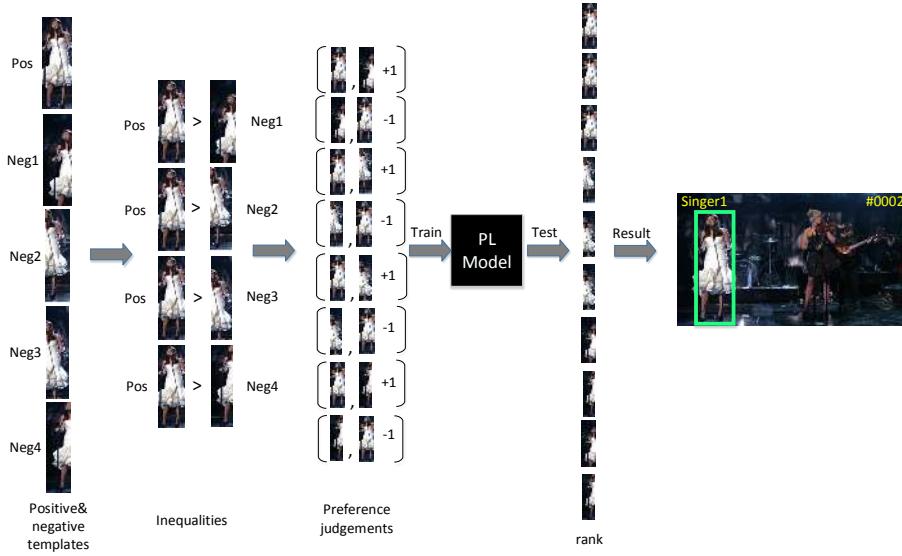 Pos
Neg1
Neg2
Neg3
Neg4
Positive&
negative
templates
Pos > Neg1
Pos > Neg2
Pos > Neg3
Pos > Neg4
Inequalities
( , +1)
( , -1)
( , +1)
( , -1)
( , +1)
( , -1)
( , +1)
( , -1)
Preference
judgements
Train
PL
Model
Test
rank
Result
Singer1
#0002